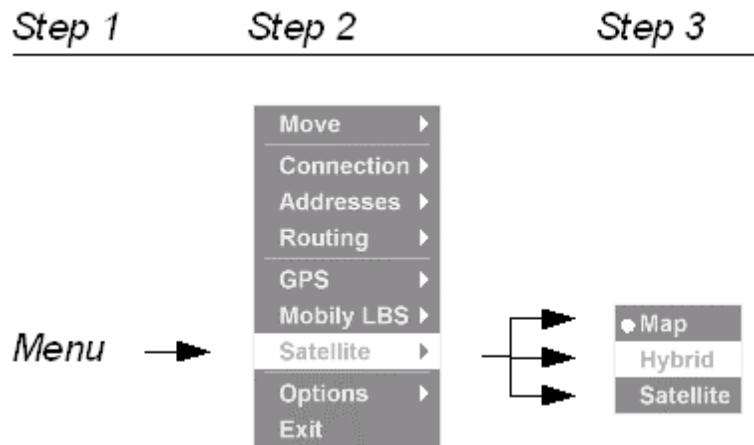 Step 1 Step 2 Step 3
Menu
Move
Connection
Addresses
Routing
GPS
Mobily LBS
Satellite
Options
Exit
Map
Hybrid
Satellite